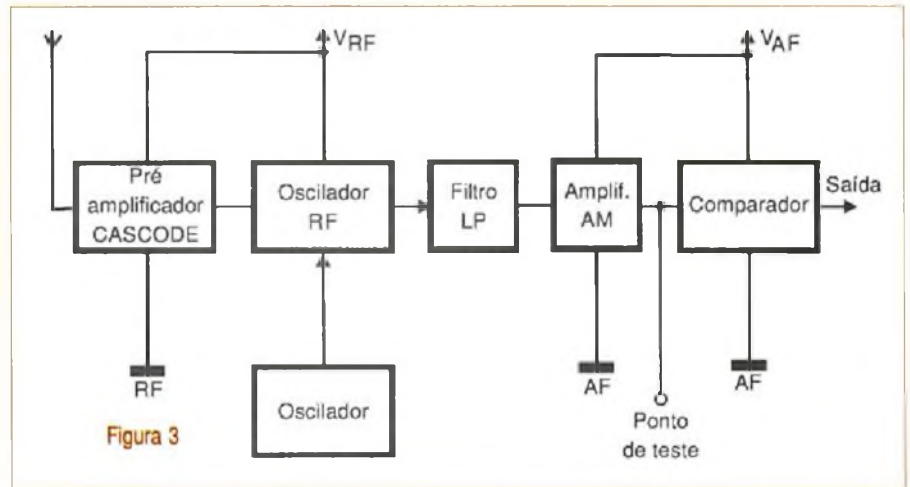 VRF
VAF
Pré
amplificador
CASCODE
Oscilador
RF
Filtro
LP
Amplif.
AM
Comparador
Saída
RF
Oscilador
AF
AF
Ponto
de teste
Figura 3